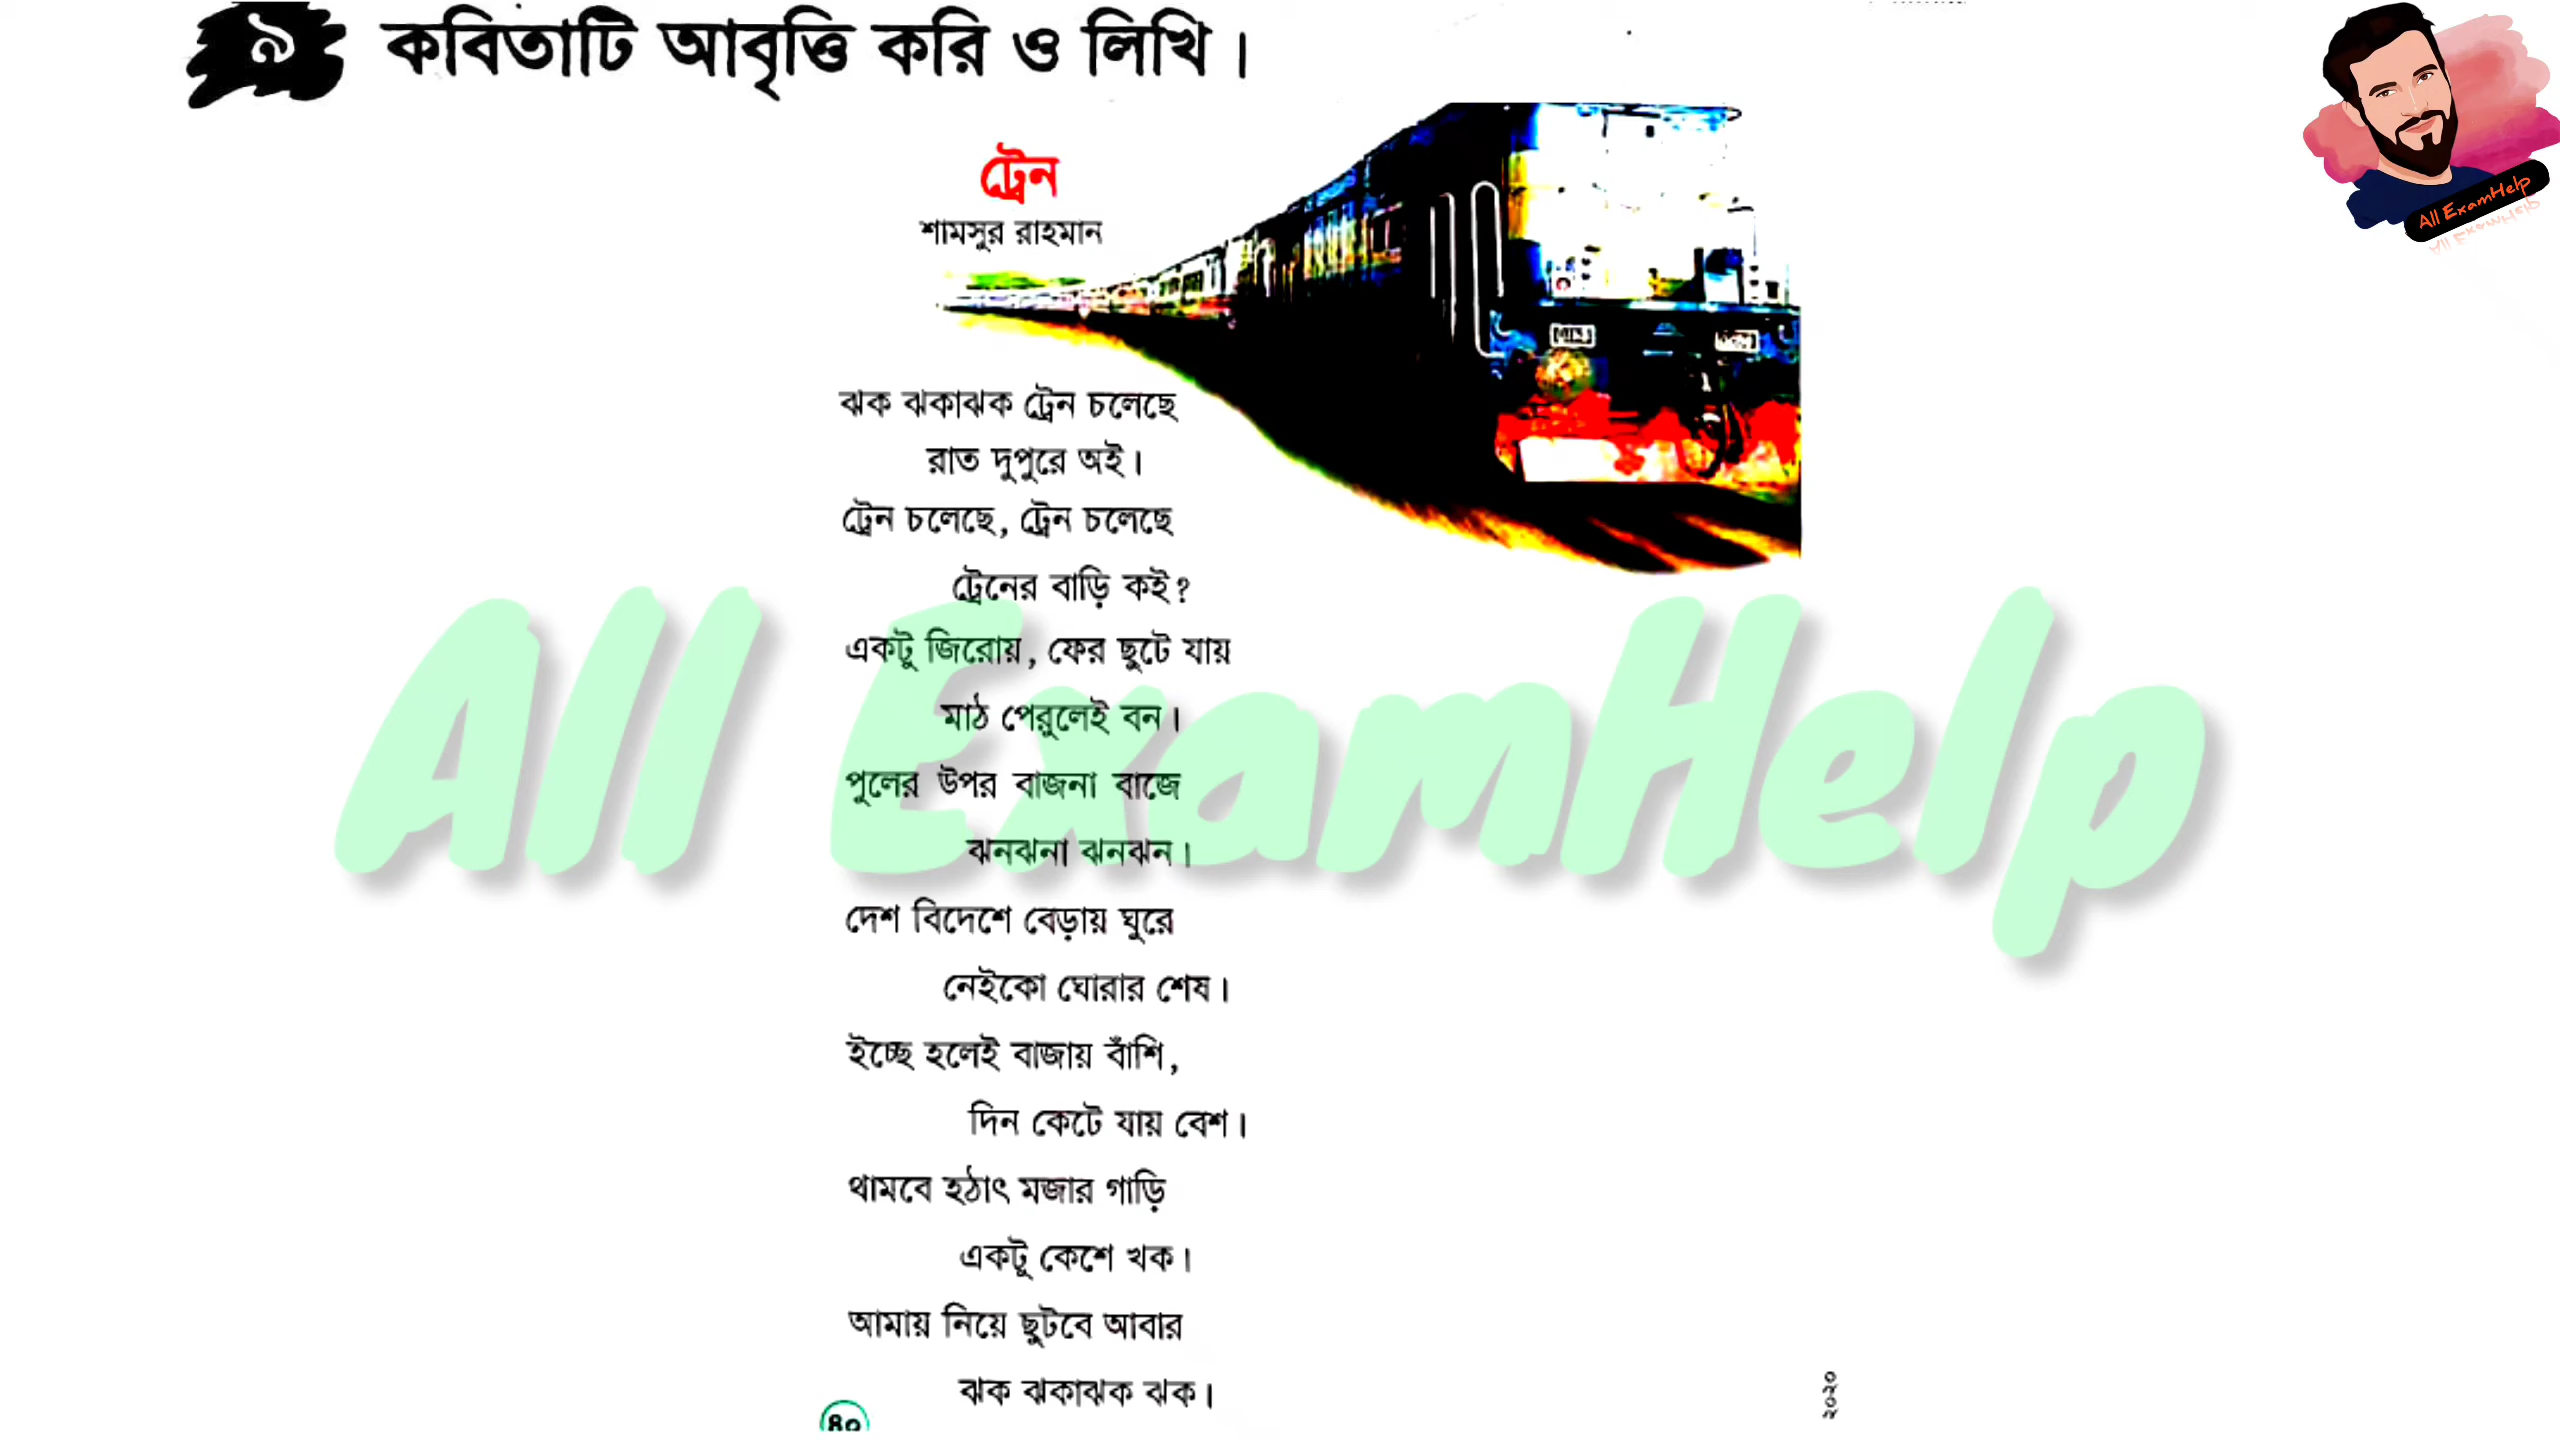 ৯ কবিতাটি আবৃত্তি করি ও লিখি।
ট্রেন
শামসুর রাহমান
ঝক ঝকাঝক ট্রেন চলেছে
রাত দুপুরে অই।
ট্রেন চলেছে, ট্রেন চলেছে
ট্রেনের বাড়ি কই?
একটু জিরোয়, ফের ছুটে যায়
মাঠ পেরুলেই বন।
পুলের উপর বাজনা বাজে
ঝনঝনা ঝনঝন।
দেশ বিদেশে বেড়ায় ঘুরে
নেইকো ঘোরার শেষ।
ইচ্ছে হলেই বাজায় বাঁশি,
দিন কেটে যায় বেশ।
থামবে হঠাৎ মজার গাড়ি
একটু কেশে খক।
আমায় নিয়ে ছুটবে আবার
ঝক ঝকাঝক ঝক।
৪০
২০২০
All ExamHelp
All ExamHelp
All ExamHelp